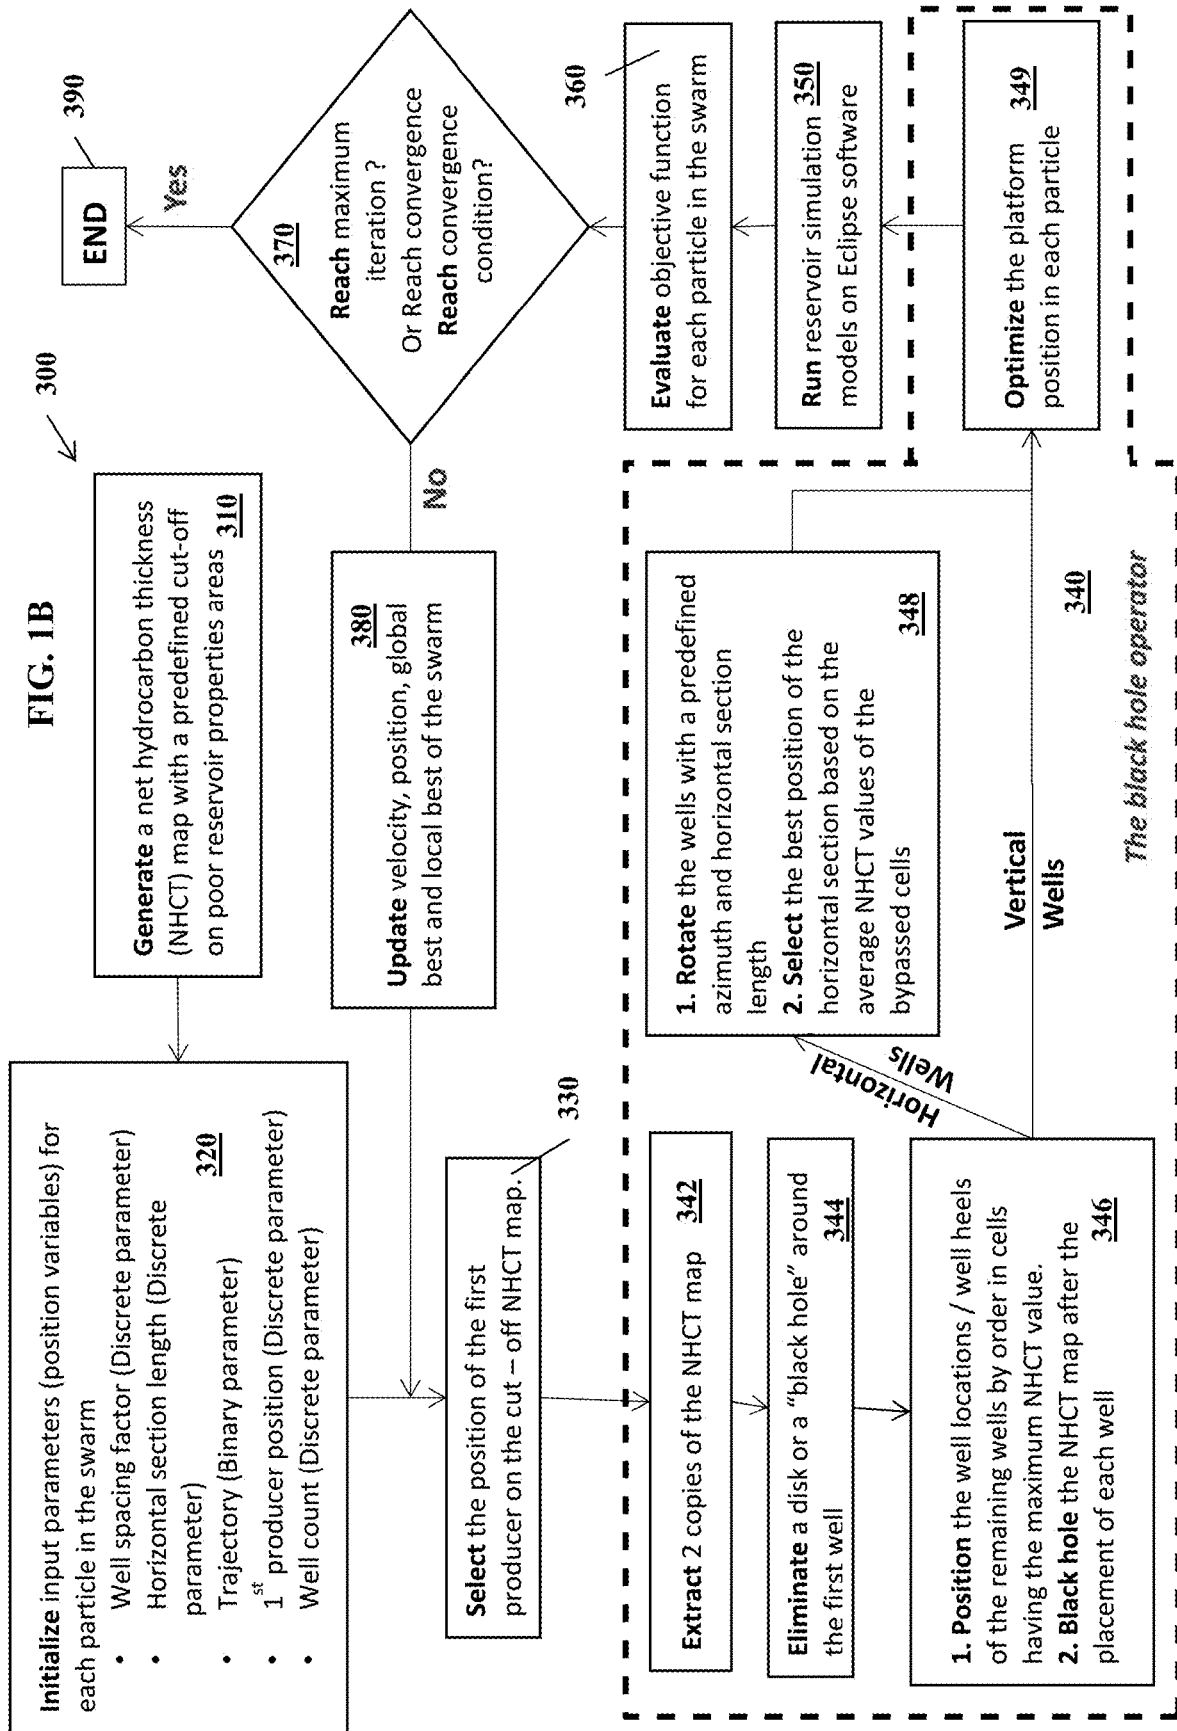 FIG. 1B
300
Generate a net hydrocarbon thickness
(NHCT) map with a predefined cut-off
on poor reservoir properties areas 310
Initialize input parameters (position variables) for
each particle in the swarm
• Well spacing factor (Discrete parameter)
• Horizontal section length (Discrete
parameter) 320
• Trajectory (Binary parameter)
• 1st producer position (Discrete parameter)
• Well count (Discrete parameter)
Select the position of the first
producer on the cut – off NHCT map.
330
Extract 2 copies of the NHCT map 342
Eliminate a disk or a “black hole” around
the first well 344
1. Position the well locations / well heels
of the remaining wells by order in cells
having the maximum NHCT value.
2. Black hole the NHCT map after the
placement of each well 346
Horizontal
Wells
Vertical
Wells
1. Rotate the wells with a predefined
azimuth and horizontal section
length
2. Select the best position of the
horizontal section based on the
average NHCT values of the
bypassed cells 348
340
The black hole operator
Optimize the platform 349
position in each particle
Run reservoir simulation 350
models on Eclipse software
Evaluate objective function
for each particle in the swarm
360
370
Reach maximum
iteration ?
Or Reach convergence
Reach convergence
condition?
No
380
Update velocity, position, global
best and local best of the swarm
Yes
END
390